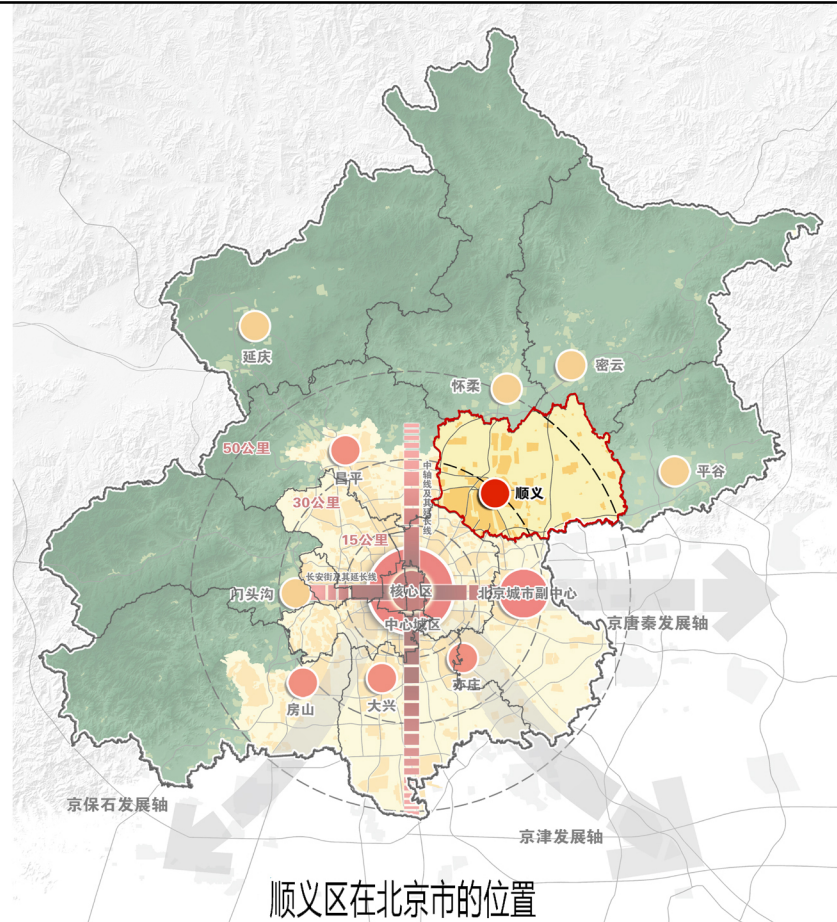 延庆
密云
怀柔
50公里
昌平
中轴线及其延长线
平谷
顺义
30公里
15公里
长安街及其延长线
门头沟
核心区
北京城市副中心
中心城区
京唐秦发展轴
亦庄
房山
大兴
京保石发展轴
京津发展轴
顺义区在北京市的位置